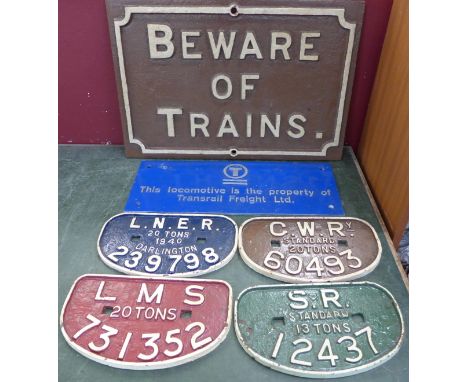 BEWARE
OF
TRAINS.
T
This locomotive is the property of
Transrail Freight Ltd.
L.N.E.R.
20 TONS
1940
DARLINGTON
239798
G.W.RY
STANDARD
20 TONS
60493
L M S
20 TONS
731352
S.R.
STANDARD
13 TONS
12437